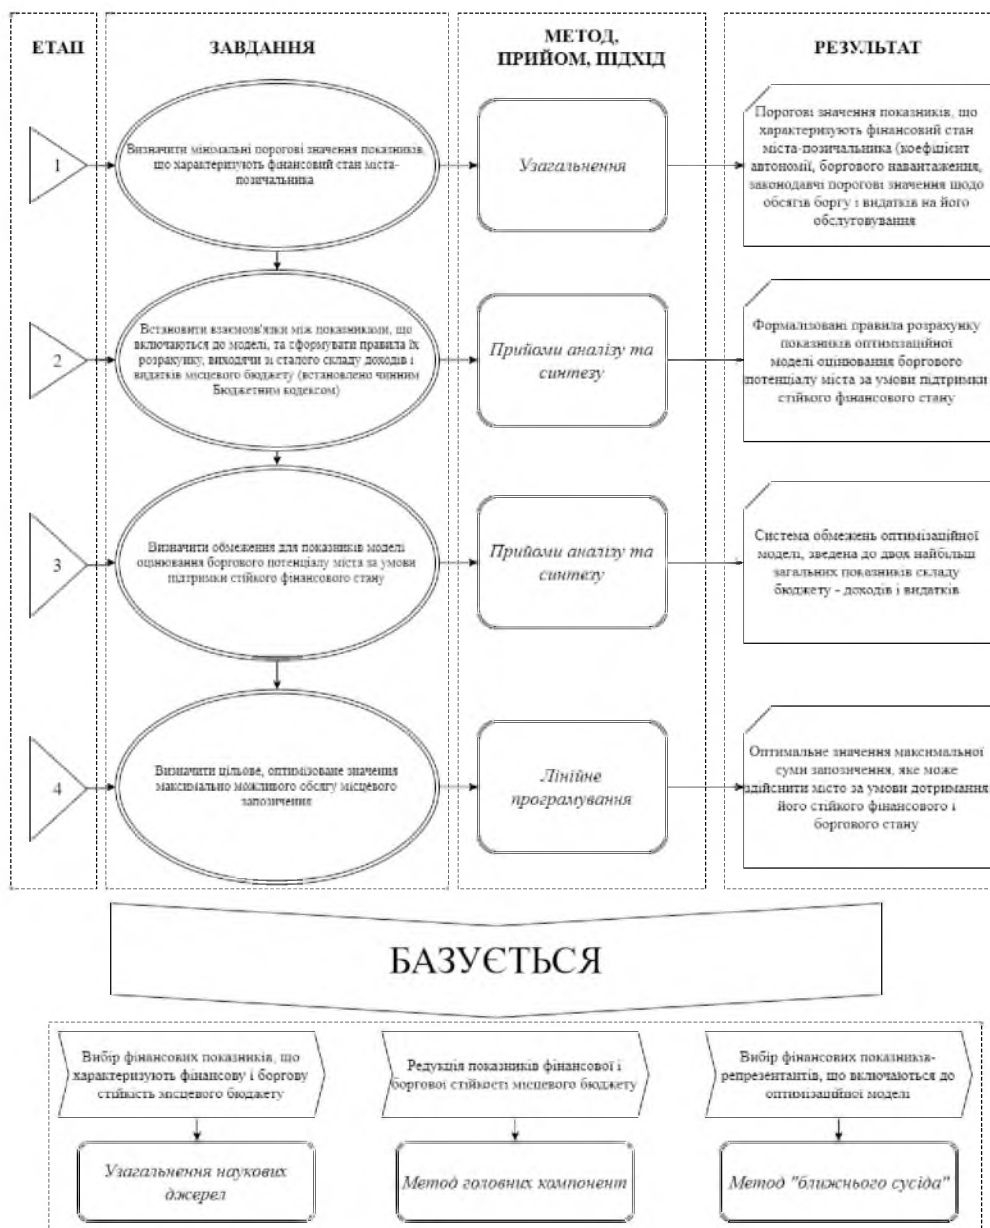 ЕТАП
ЗАВДАННЯ
МЕТОД,
ПРИЙОМ, ПІДХІД
РЕЗУЛЬТАТ
1
Визначити мінімальні порогові значення показників,
що характеризують фінансовий стан міста-
позичальника
Узагальнення
Порогові значення показників, що
характеризують фінансовий стан
міста-позичальника (коефіцієнт
автономії, боргового навантаження,
законодавчі порогові значення щодо
обсягів боргу і видатків на його
обслуговування
2
Встановити взаємозв'язки між показниками, що
включаються до моделі, та сформувати правила їх
розрахунку, виходячи зі сталого складу доходів і
видатків місцевого бюджету (встановлено чинним
Бюджетним кодексом)
Прийоми аналізу та
синтезу
Формалізовані правила розрахунку
показників оптимізаційної
моделі оцінювання боргового
потенціалу міста за умови підтримки
стійкого фінансового стану
3
Визначити обмеження для показників моделі
оцінювання боргового потенціалу міста за умови
підтримки стійкого фінансового стану
Прийоми аналізу та
синтезу
Система обмежень оптимізаційної
моделі, зведена до двох найбільш
загальних показників складу
бюджету - доходів і видатків
4
Визначити цільове, оптимізоване значення
максимально можливого обсягу місцевого
запозичення
Лінійне
програмування
Оптимальне значення максимальної
суми запозичення, яке може
здійснити місто за умови дотримання
його стійкого фінансового і
боргового стану
БАЗУЄТЬСЯ
Вибір фінансових показників, що
характеризують фінансову і боргову
стійкість місцевого бюджету
Редукція показників фінансової і
боргової стійкості місцевого бюджету
Вибір фінансових показників-
репрезентантів, що включаються до
оптимізаційної моделі
Узагальнення наукових
джерел
Метод головних компонент
Метод "ближнього сусіда"